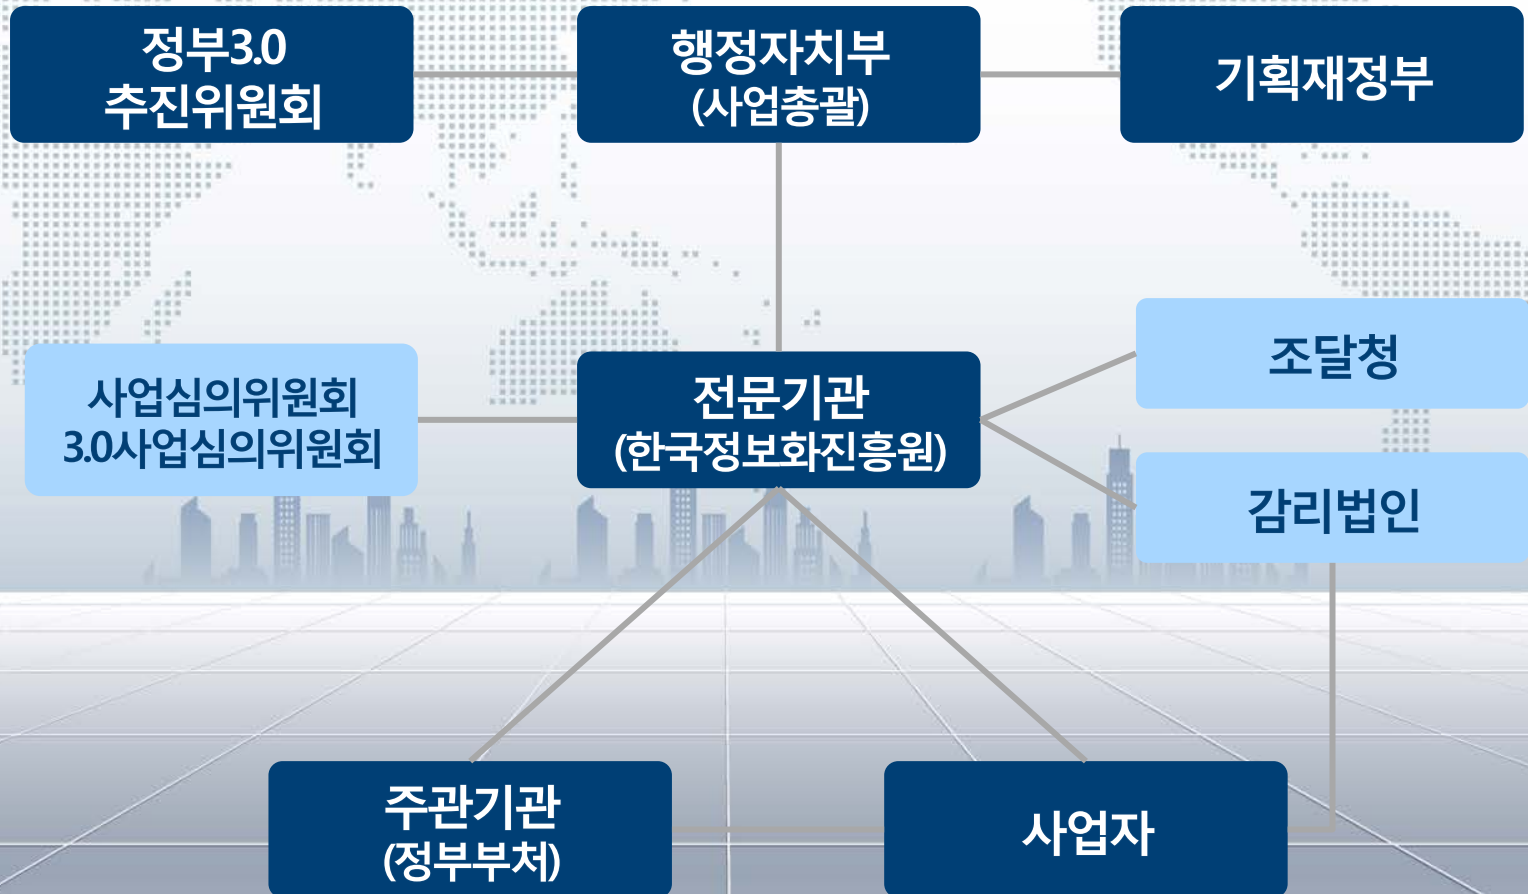 정부3.0
추진위원회
행정자치부
(사업총괄)
기획재정부
사업심의위원회
3.0사업심의위원회
전문기관
(한국정보화진흥원)
조달청
감리법인
주관기관
(정부부처)
사업자